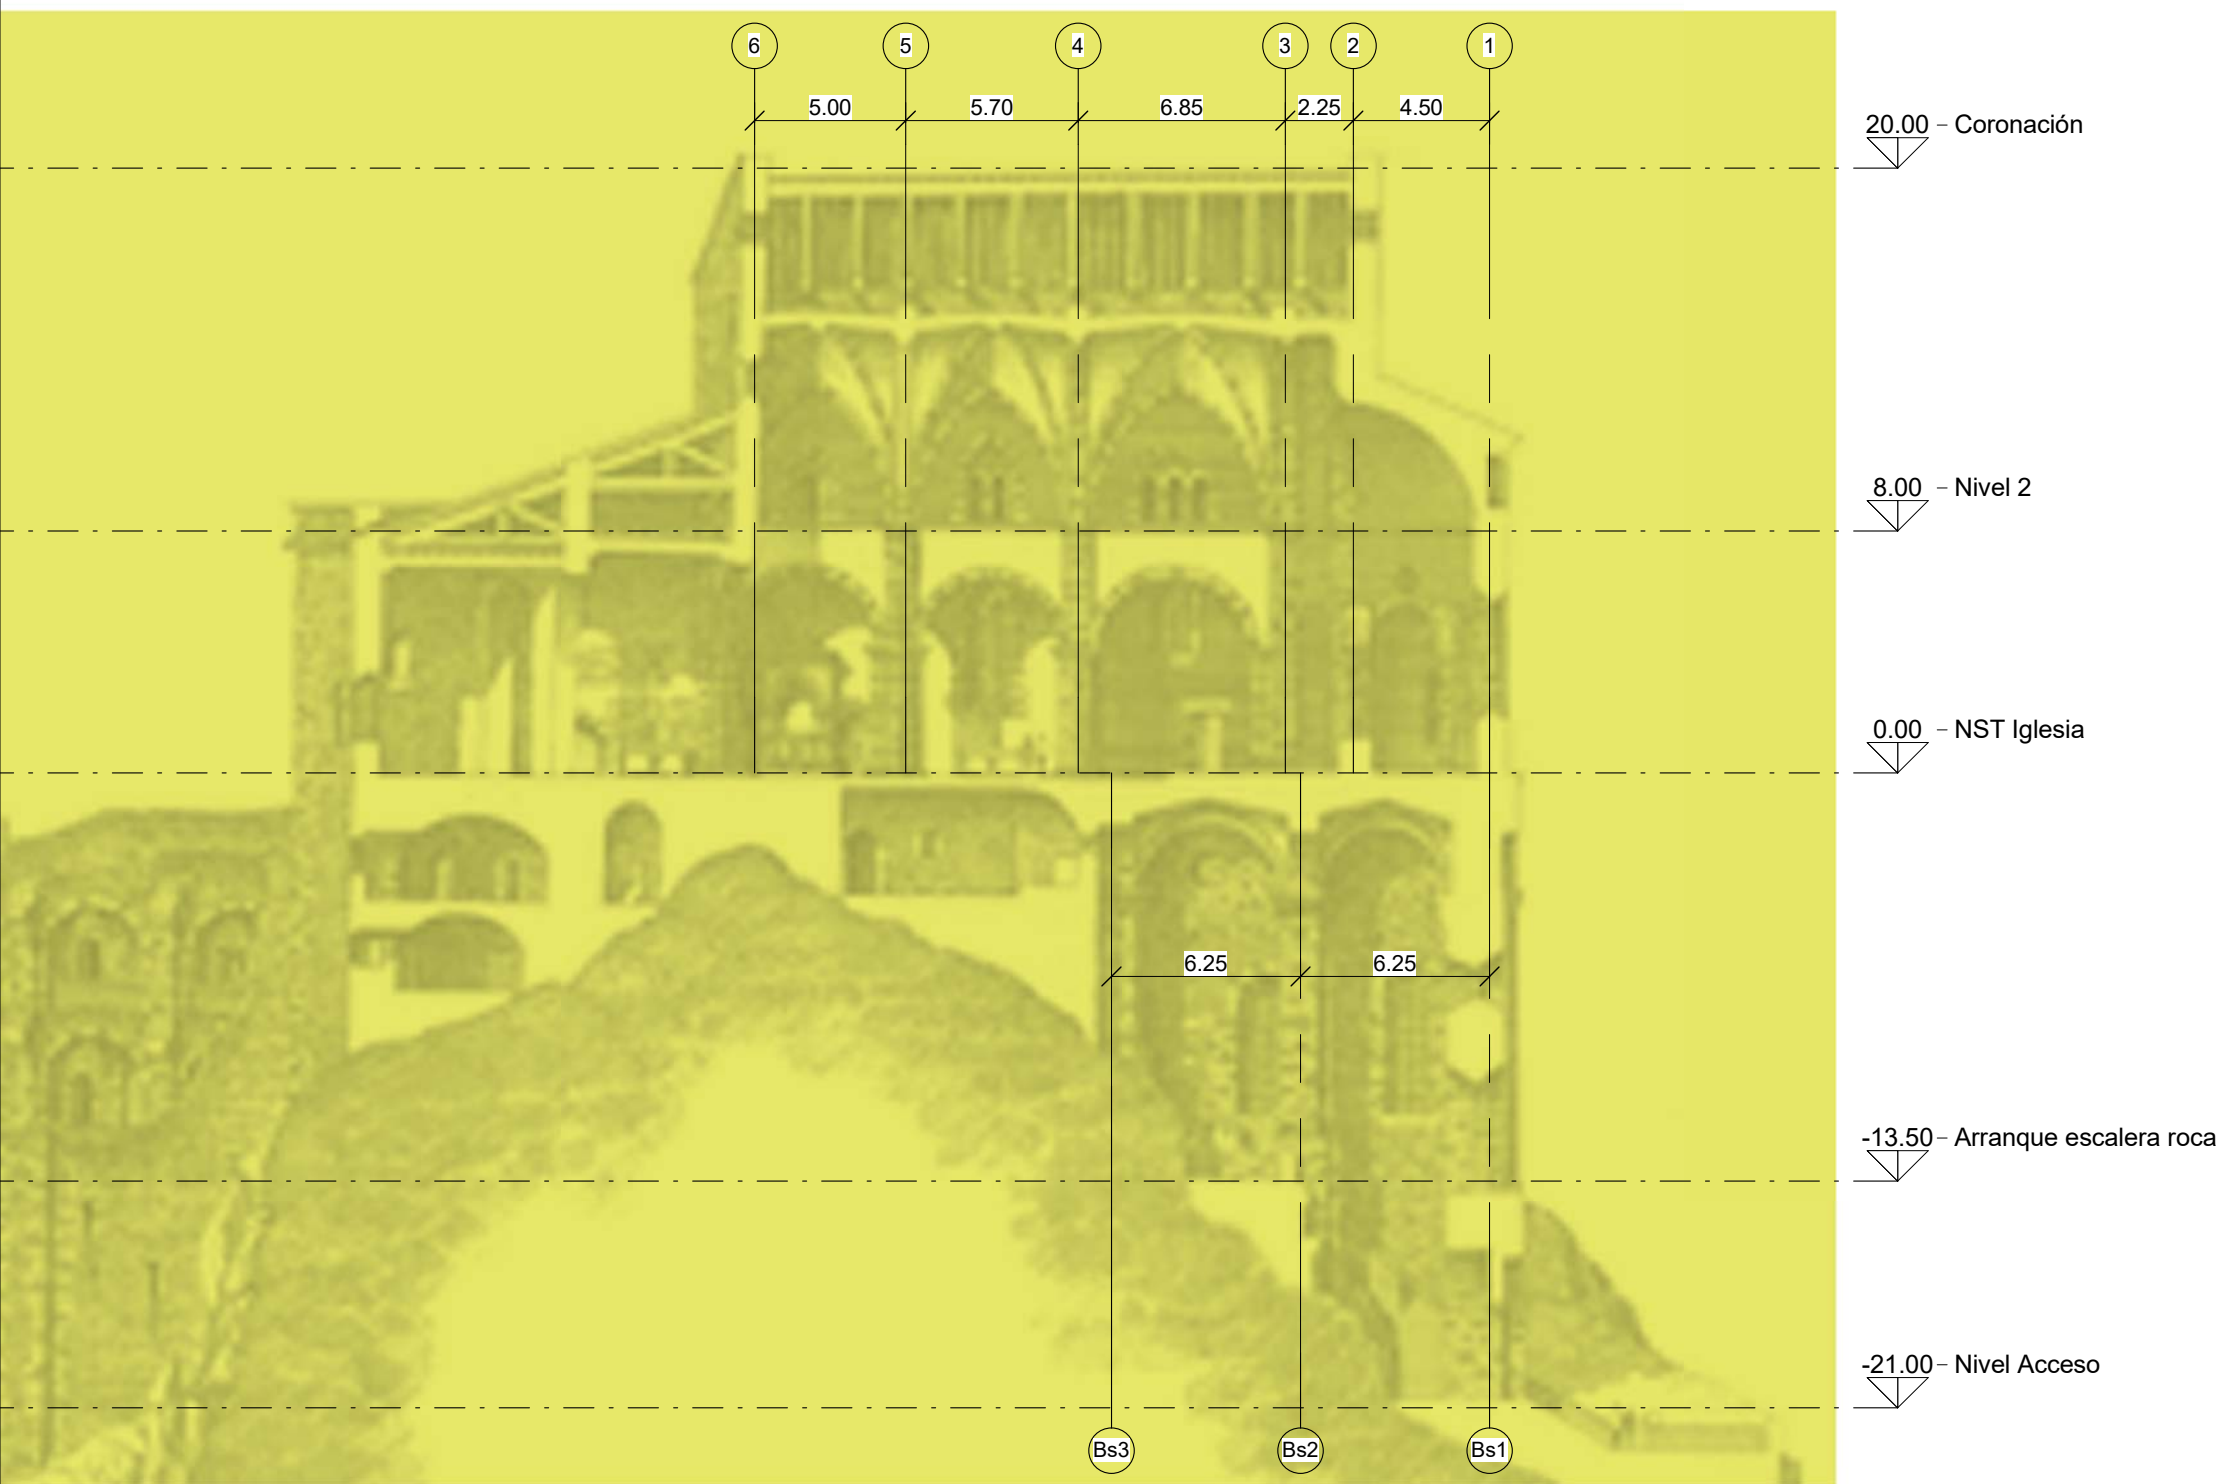 6 5 4 3 2 1
5.00 5.70 6.85 2.25 4.50
20.00 – Coronación
8.00 – Nivel 2
0.00 – NST Iglesia
6.25 6.25
-13.50 – Arranque escalera roca
-21.00 – Nivel Acceso
Bs3 Bs2 Bs1